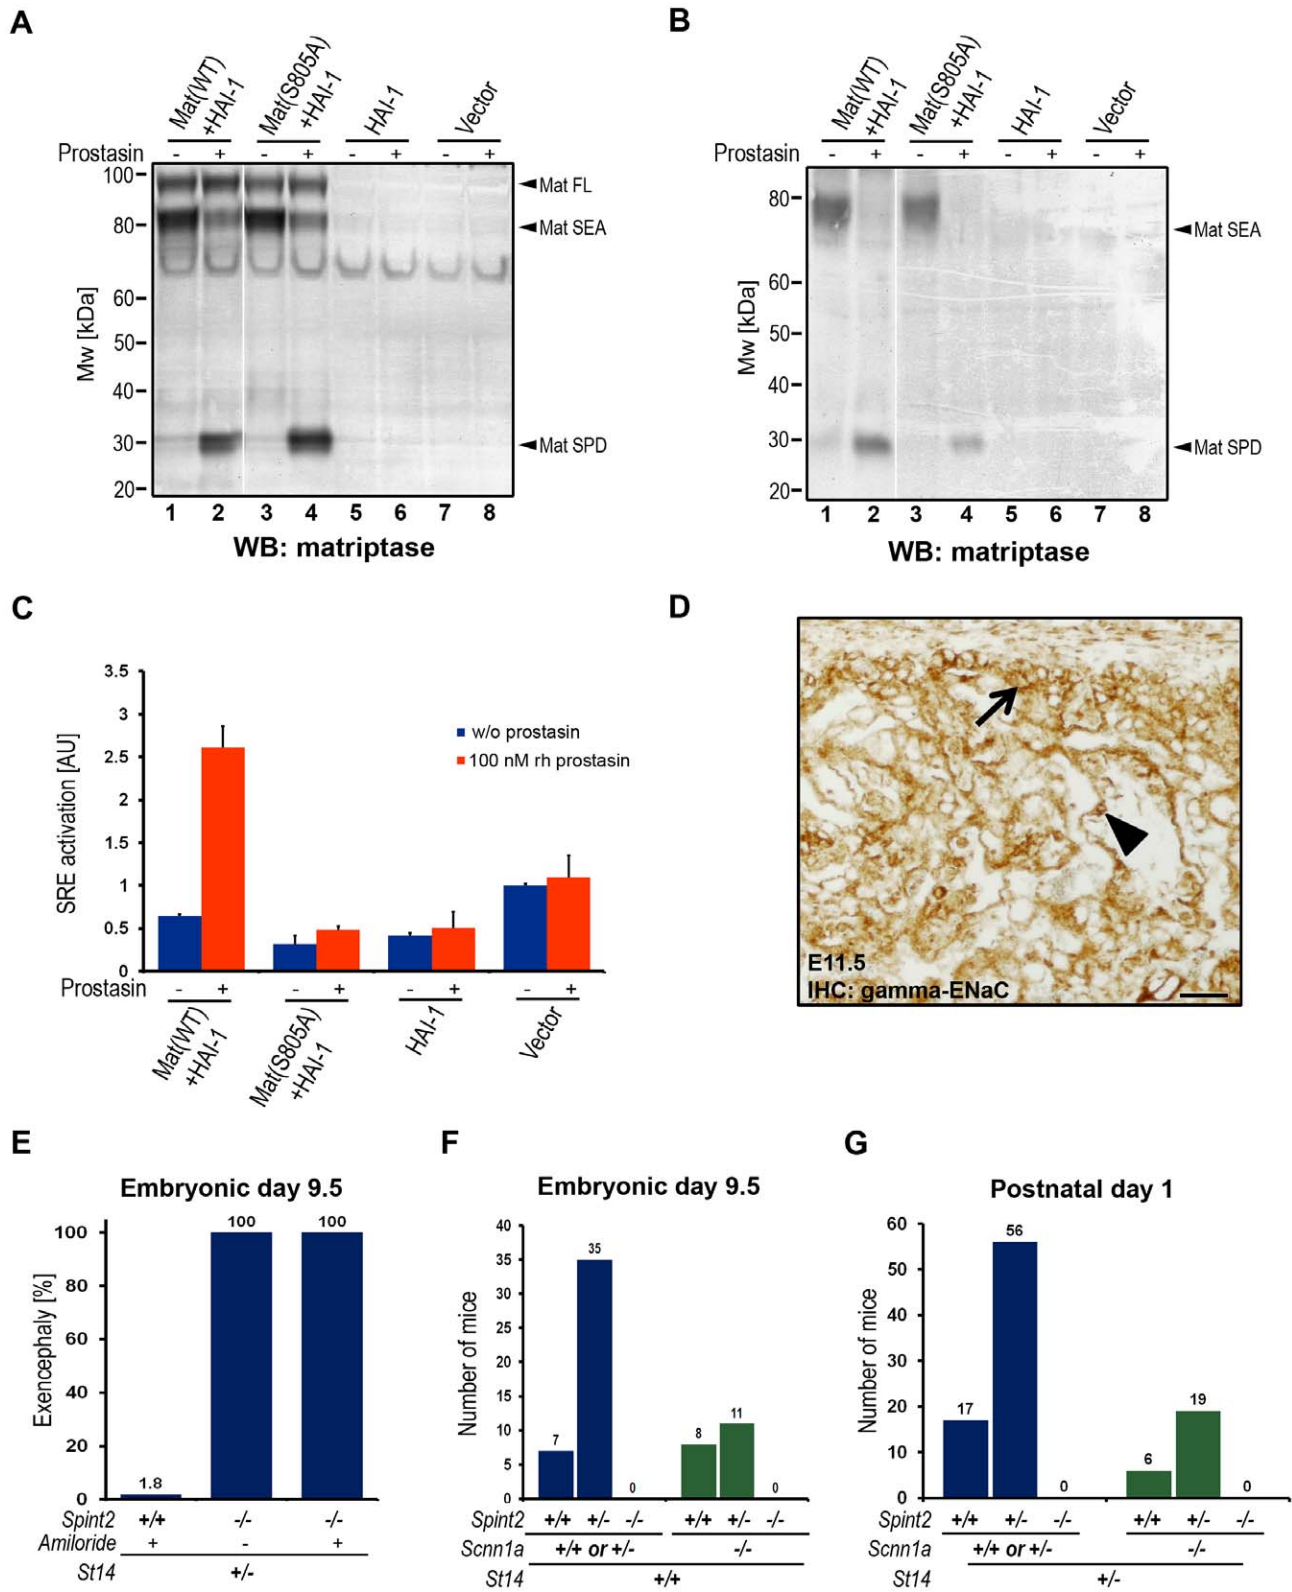 A
Mat(WT)
+HAI-1
Mat(S805A)
+HAI-1
HAI-1
Vector
Prostasin - + - + - + - +
100
80
60
50
40
30
20
Mw [kDa]
Mat FL
Mat SEA
Mat SPD
1 2 3 4 5 6 7 8
WB: matriptase
B
Mat(WT)
+HAI-1
Mat(S805A)
+HAI-1
HAI-1
Vector
Prostasin - + - + - + - +
80
60
50
40
30
20
Mw [kDa]
Mat SEA
Mat SPD
1 2 3 4 5 6 7 8
WB: matriptase
C
3.5
3
2.5
2
1.5
1
0.5
0
SRE activation [AU]
w/o prostasin
100 nM rh prostasin
Prostasin - + - + - + - +
Mat(WT)
+HAI-1
Mat(S805A)
+HAI-1
HAI-1
Vector
D
E11.5
IHC: gamma-ENaC
E
Embryonic day 9.5
100
80
60
40
20
0
Exencephaly [%]
1.8
100
100
Spint2 +/+ -/- -/-
Amiloride + - +
St14 +/-
F
Embryonic day 9.5
40
35
30
25
20
15
10
5
0
Number of mice
7
35
0
8
11
0
Spint2 +/+ +/- -/- +/+ +/- -/-
Scnn1a +/+ or +/- -/-
St14 +/+
G
Postnatal day 1
60
50
40
30
20
10
0
Number of mice
17
56
0
6
19
0
Spint2 +/+ +/- -/- +/+ +/- -/-
Scnn1a +/+ or +/- -/-
St14 +/-